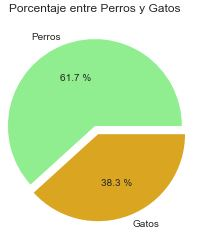 Porcentaje entre Perros y Gatos
Perros
61.7 %
38.3 %
Gatos